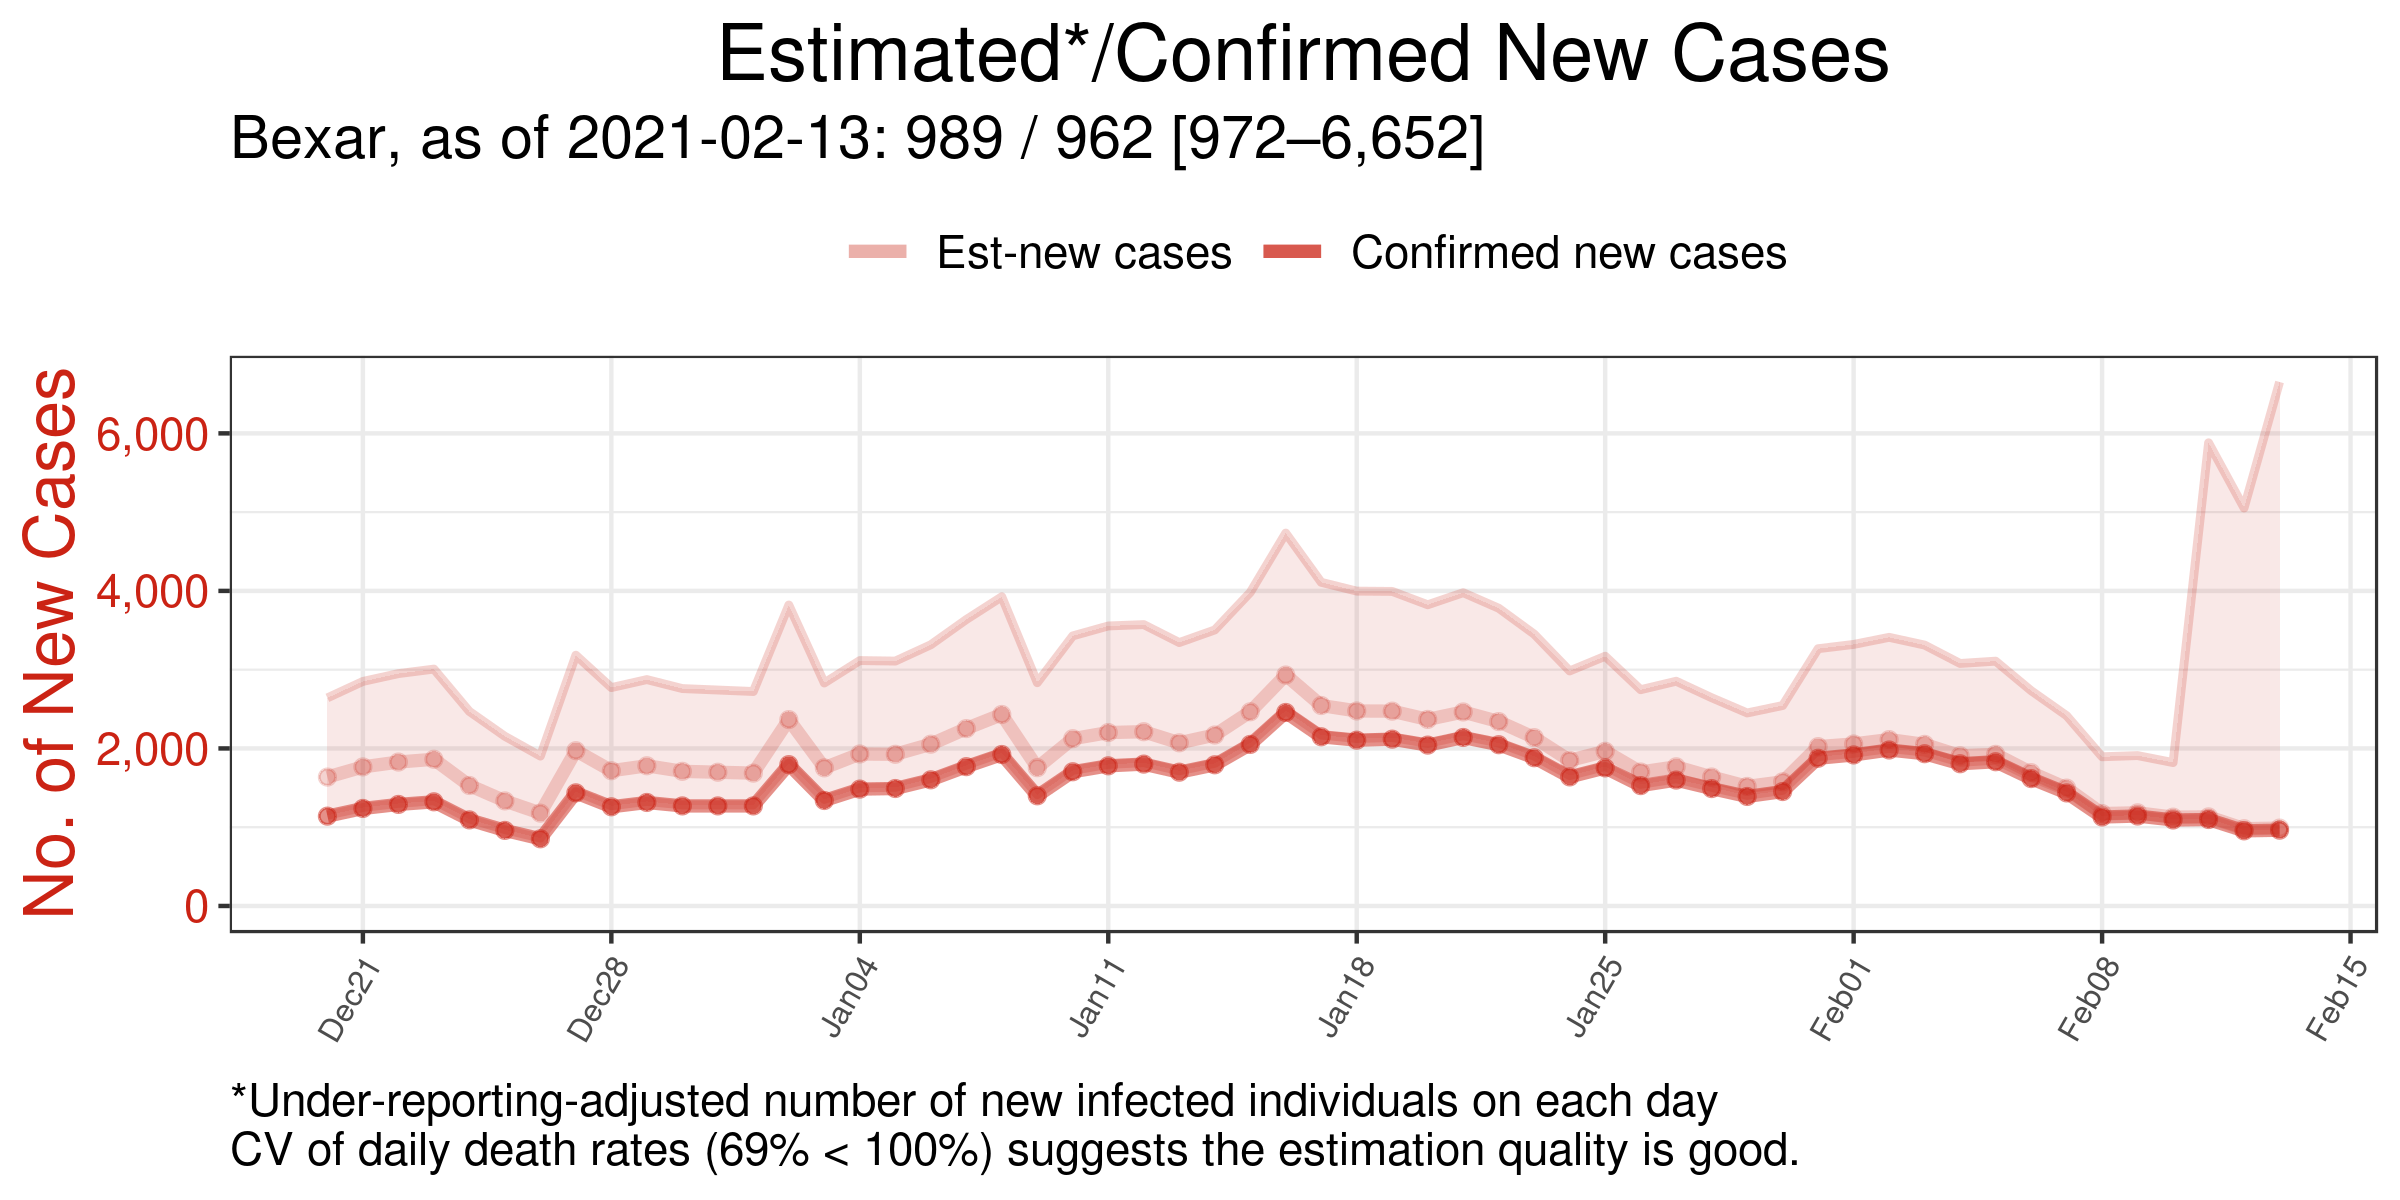 Estimated*/Confirmed New Cases
Bexar, as of 2021-02-13: 989 / 962 [972–6,652]
Est-new cases Confirmed new cases
No. of New Cases
6,000
4,000
2,000
0
Dec21 Dec28 Jan04 Jan11 Jan18 Jan25 Feb01 Feb08 Feb15
*Under-reporting-adjusted number of new infected individuals on each day
CV of daily death rates (69% < 100%) suggests the estimation quality is good.